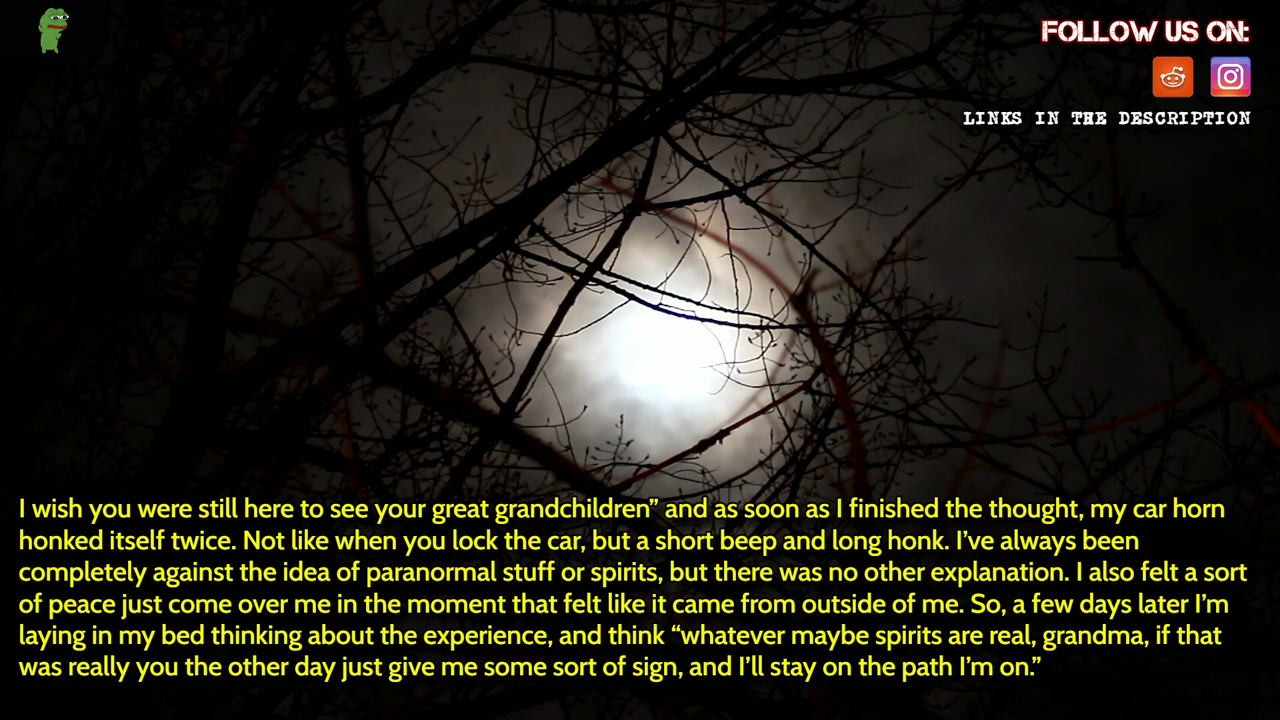 FOLLOW US ON:
LINKS IN THE DESCRIPTION
I wish you were still here to see your great grandchildren” and as soon as I finished the thought, my car horn
honked itself twice. Not like when you lock the car, but a short beep and long honk. I’ve always been
completely against the idea of paranormal stuff or spirits, but there was no other explanation. I also felt a sort
of peace just come over me in the moment that felt like it came from outside of me. So, a few days later I’m
laying in my bed thinking about the experience, and think “whatever maybe spirits are real, grandma, if that
was really you the other day just give me some sort of sign, and I’ll stay on the path I’m on.”